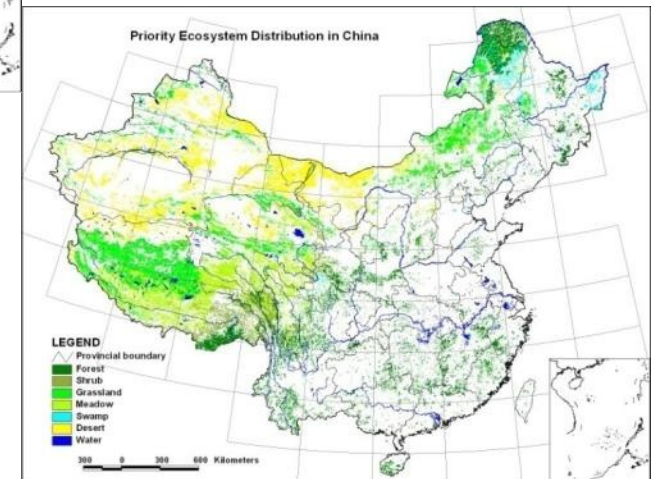 Priority Ecosystem Distribution in China
LEGEND
Provincial boundary
Forest
Shrub
Grassland
Meadow
Swamp
Desert
Water
300 0 300 600 Kilometers